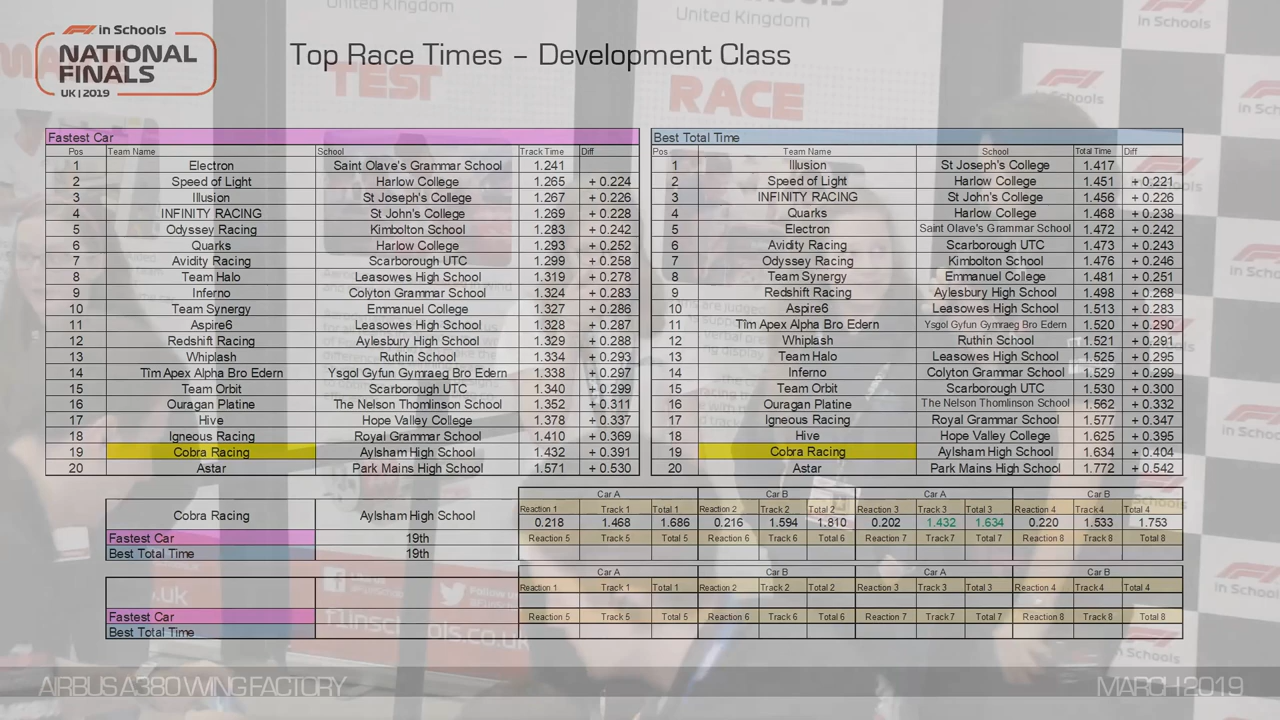 F1 in Schools
NATIONAL
FINALS
UK | 2019
Top Race Times – Development Class
United Kingdom
United Kingdom
TEST
RACE
Fastest Car
Pos Team Name School Track Time Diff
1 Electron Saint Olave's Grammar School 1.241
2 Speed of Light Harlow College 1.265 + 0.224
3 Illusion St Joseph's College 1.267 + 0.226
4 INFINITY RACING St John's College 1.269 + 0.228
5 Odyssey Racing Kimbolton School 1.283 + 0.242
6 Quarks Harlow College 1.293 + 0.252
7 Avidity Racing Scarborough UTC 1.299 + 0.258
8 Team Halo Leasowes High School 1.319 + 0.278
9 Inferno Colyton Grammar School 1.324 + 0.283
10 Team Synergy Emmanuel College 1.327 + 0.286
11 Aspire6 Leasowes High School 1.328 + 0.287
12 Redshift Racing Aylesbury High School 1.329 + 0.288
13 Whiplash Ruthin School 1.334 + 0.293
14 Tîm Apex Alpha Bro Edern Ysgol Gyfun Gymraeg Bro Edern 1.338 + 0.297
15 Team Orbit Scarborough UTC 1.340 + 0.299
16 Ouragan Platine The Nelson Thomlinson School 1.352 + 0.311
17 Hive Hope Valley College 1.378 + 0.337
18 Igneous Racing Royal Grammar School 1.410 + 0.369
19 Cobra Racing Aylsham High School 1.432 + 0.391
20 Astar Park Mains High School 1.571 + 0.530
Best Total Time
Pos Team Name School Total Time Diff
1 Illusion St Joseph's College 1.417
2 Speed of Light Harlow College 1.451 + 0.221
3 INFINITY RACING St John's College 1.456 + 0.226
4 Quarks Harlow College 1.468 + 0.238
5 Electron Saint Olave's Grammar School 1.472 + 0.242
6 Avidity Racing Scarborough UTC 1.473 + 0.243
7 Odyssey Racing Kimbolton School 1.476 + 0.246
8 Team Synergy Emmanuel College 1.481 + 0.251
9 Redshift Racing Aylesbury High School 1.498 + 0.268
10 Aspire6 Leasowes High School 1.513 + 0.283
11 Tîm Apex Alpha Bro Edern Ysgol Gyfun Gymraeg Bro Edern 1.520 + 0.290
12 Whiplash Ruthin School 1.521 + 0.291
13 Team Halo Leasowes High School 1.525 + 0.295
14 Inferno Colyton Grammar School 1.529 + 0.299
15 Team Orbit Scarborough UTC 1.530 + 0.300
16 Ouragan Platine The Nelson Thomlinson School 1.562 + 0.332
17 Igneous Racing Royal Grammar School 1.577 + 0.347
18 Hive Hope Valley College 1.625 + 0.395
19 Cobra Racing Aylsham High School 1.634 + 0.404
20 Astar Park Mains High School 1.772 + 0.542
Car A Car B Car A Car B
Cobra Racing Aylsham High School
Reaction 1 Track 1 Total 1 Reaction 2 Track 2 Total 2 Reaction 3 Track 3 Total 3 Reaction 4 Track4 Total 4
0.218 1.468 1.686 0.216 1.594 1.810 0.202 1.432 1.634 0.220 1.533 1.753
Fastest Car 19th Reaction 5 Track 5 Total 5 Reaction 6 Track 6 Total 6 Reaction 7 Track7 Total 7 Reaction 8 Track 8 Total 8
Best Total Time 19th
Car A Car B Car A Car B
Reaction 1 Track 1 Total 1 Reaction 2 Track 2 Total 2 Reaction 3 Track 3 Total 3 Reaction 4 Track4 Total 4
Fastest Car Reaction 5 Track 5 Total 5 Reaction 6 Track 6 Total 6 Reaction 7 Track7 Total 7 Reaction 8 Track 8 Total 8
Best Total Time
AIRBUS A380 WING FACTORY
MARCH 2019